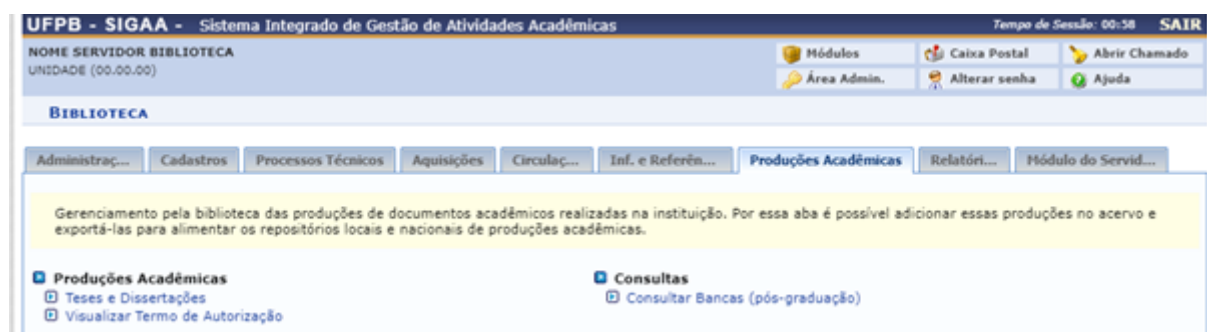 UFPB - SIGAA - Sistema Integrado de Gestão de Atividades Acadêmicas Tempo de Sessão: 00:58 SAIR
NOME SERVIDOR BIBLIOTECA Módulos Caixa Postal Abrir Chamado
UNIDADE (00.00.00) Área Admin. Alterar senha Ajuda
BIBLIOTECA
Administraç... Cadastros Processos Técnicos Aquisições Circulaç... Inf. e Referên... Produções Acadêmicas Relatóri... Módulo do Servid...
Gerenciamento pela biblioteca das produções de documentos acadêmicos realizadas na instituição. Por essa aba é possível adicionar essas produções no acervo e
exportá-las para alimentar os repositórios locais e nacionais de produções acadêmicas.
Produções Acadêmicas Consultas
Teses e Dissertações Consultar Bancas (pós-graduação)
Visualizar Termo de Autorização